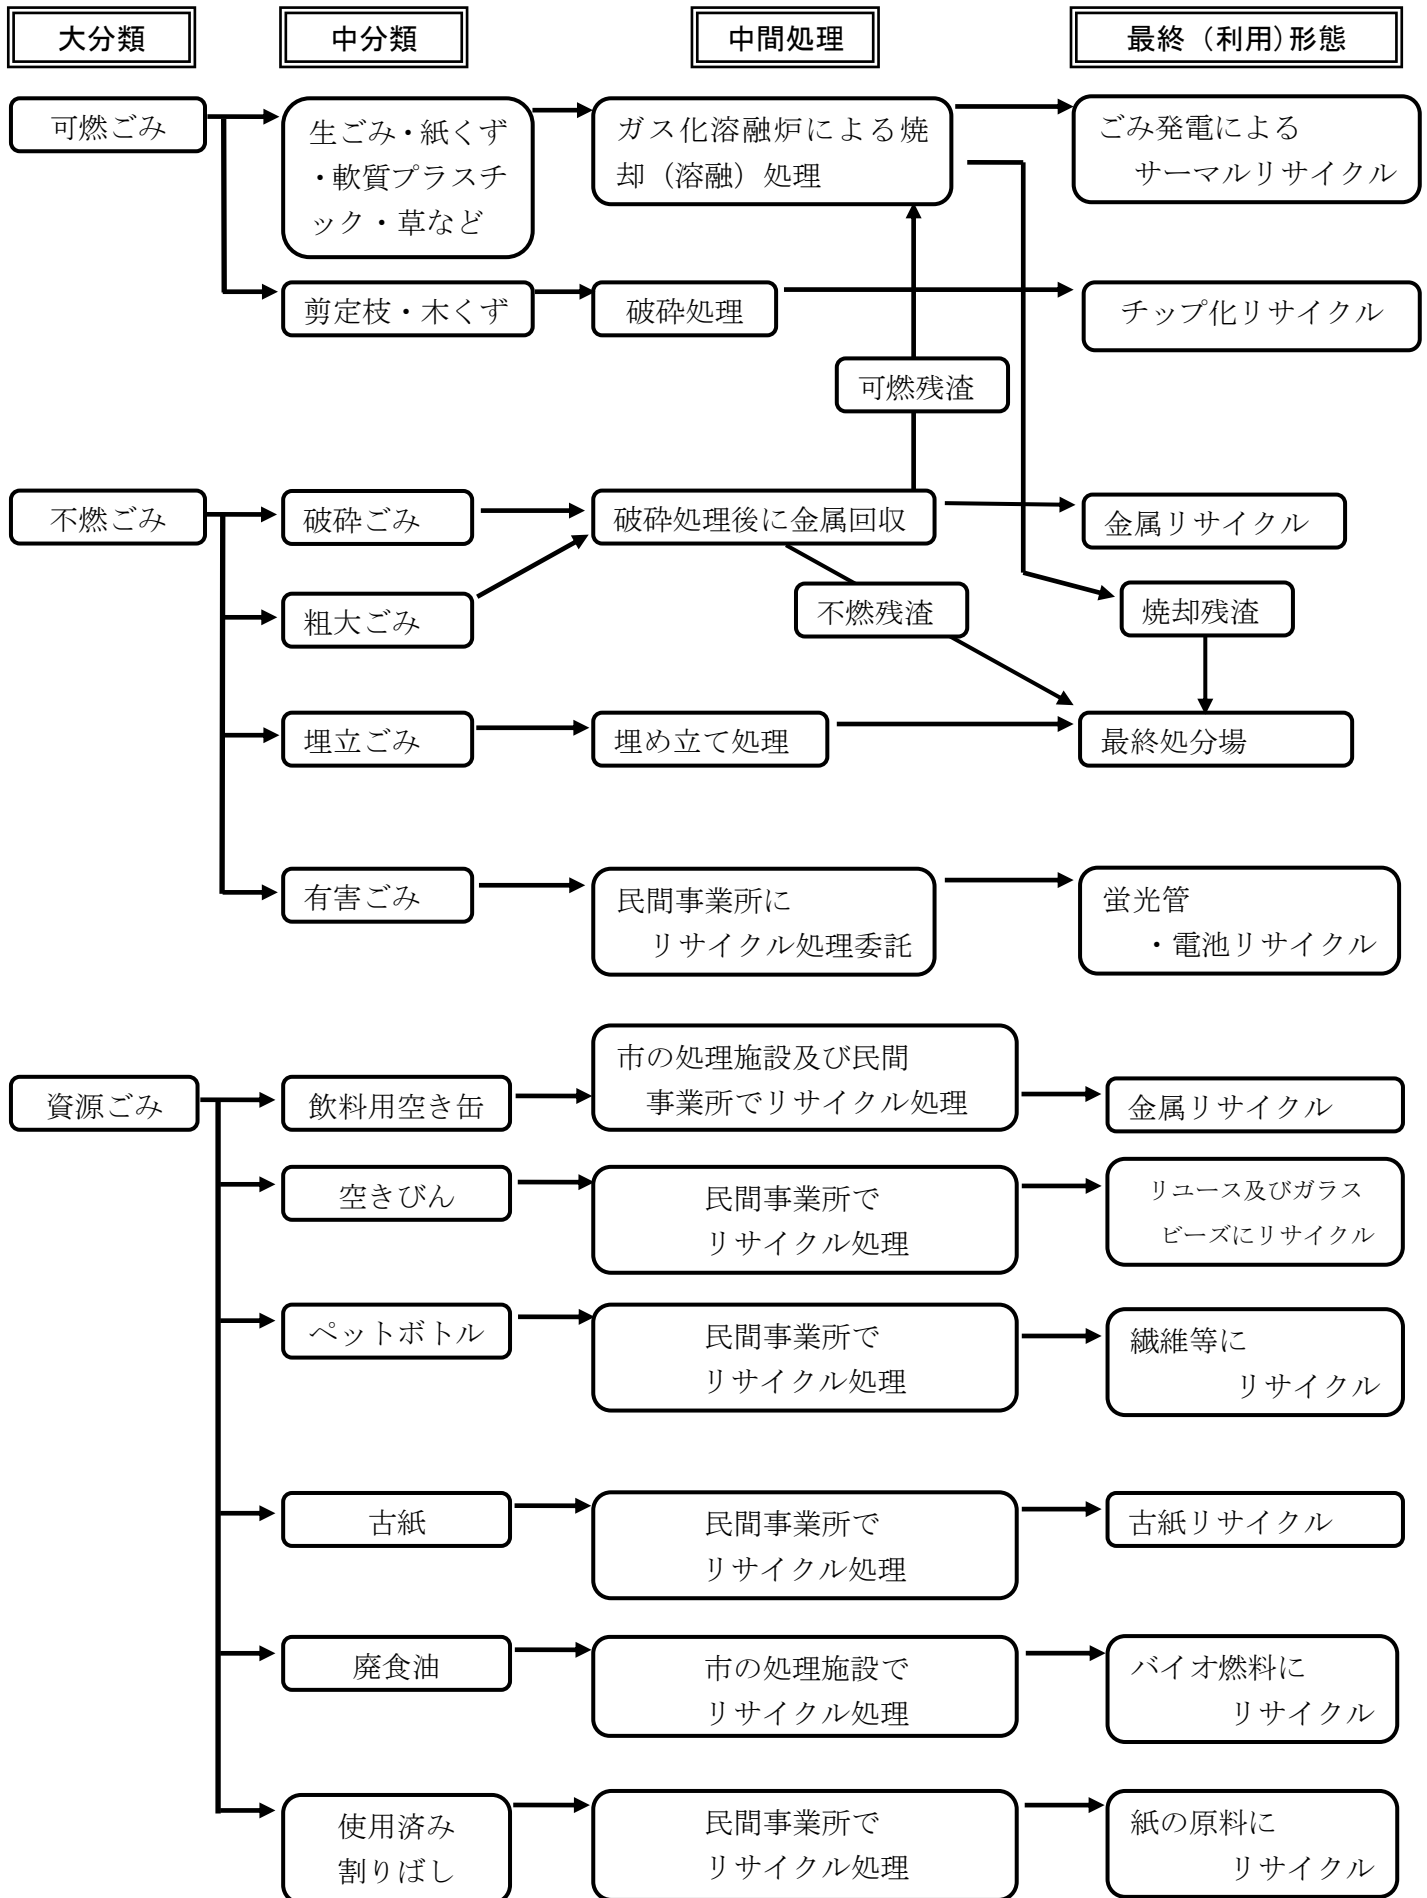 大分類
中分類
中間処理
最終（利用）形態
可燃ごみ
生ごみ・紙くず
・軟質プラスチ
ック・草など
ガス化溶融炉による焼
却（溶融）処理
ごみ発電による
サーマルリサイクル
剪定枝・木くず
破砕処理
チップ化リサイクル
可燃残渣
不燃ごみ
破砕ごみ
破砕処理後に金属回収
金属リサイクル
粗大ごみ
不燃残渣
焼却残渣
埋立ごみ
埋め立て処理
最終処分場
有害ごみ
民間事業所に
リサイクル処理委託
蛍光管
・電池リサイクル
資源ごみ
飲料用空き缶
市の処理施設及び民間
事業所でリサイクル処理
金属リサイクル
空きびん
民間事業所で
リサイクル処理
リユース及びガラス
ビーズにリサイクル
ペットボトル
民間事業所で
リサイクル処理
繊維等に
リサイクル
古紙
民間事業所で
リサイクル処理
古紙リサイクル
廃食油
市の処理施設で
リサイクル処理
バイオ燃料に
リサイクル
使用済み
割りばし
民間事業所で
リサイクル処理
紙の原料に
リサイクル